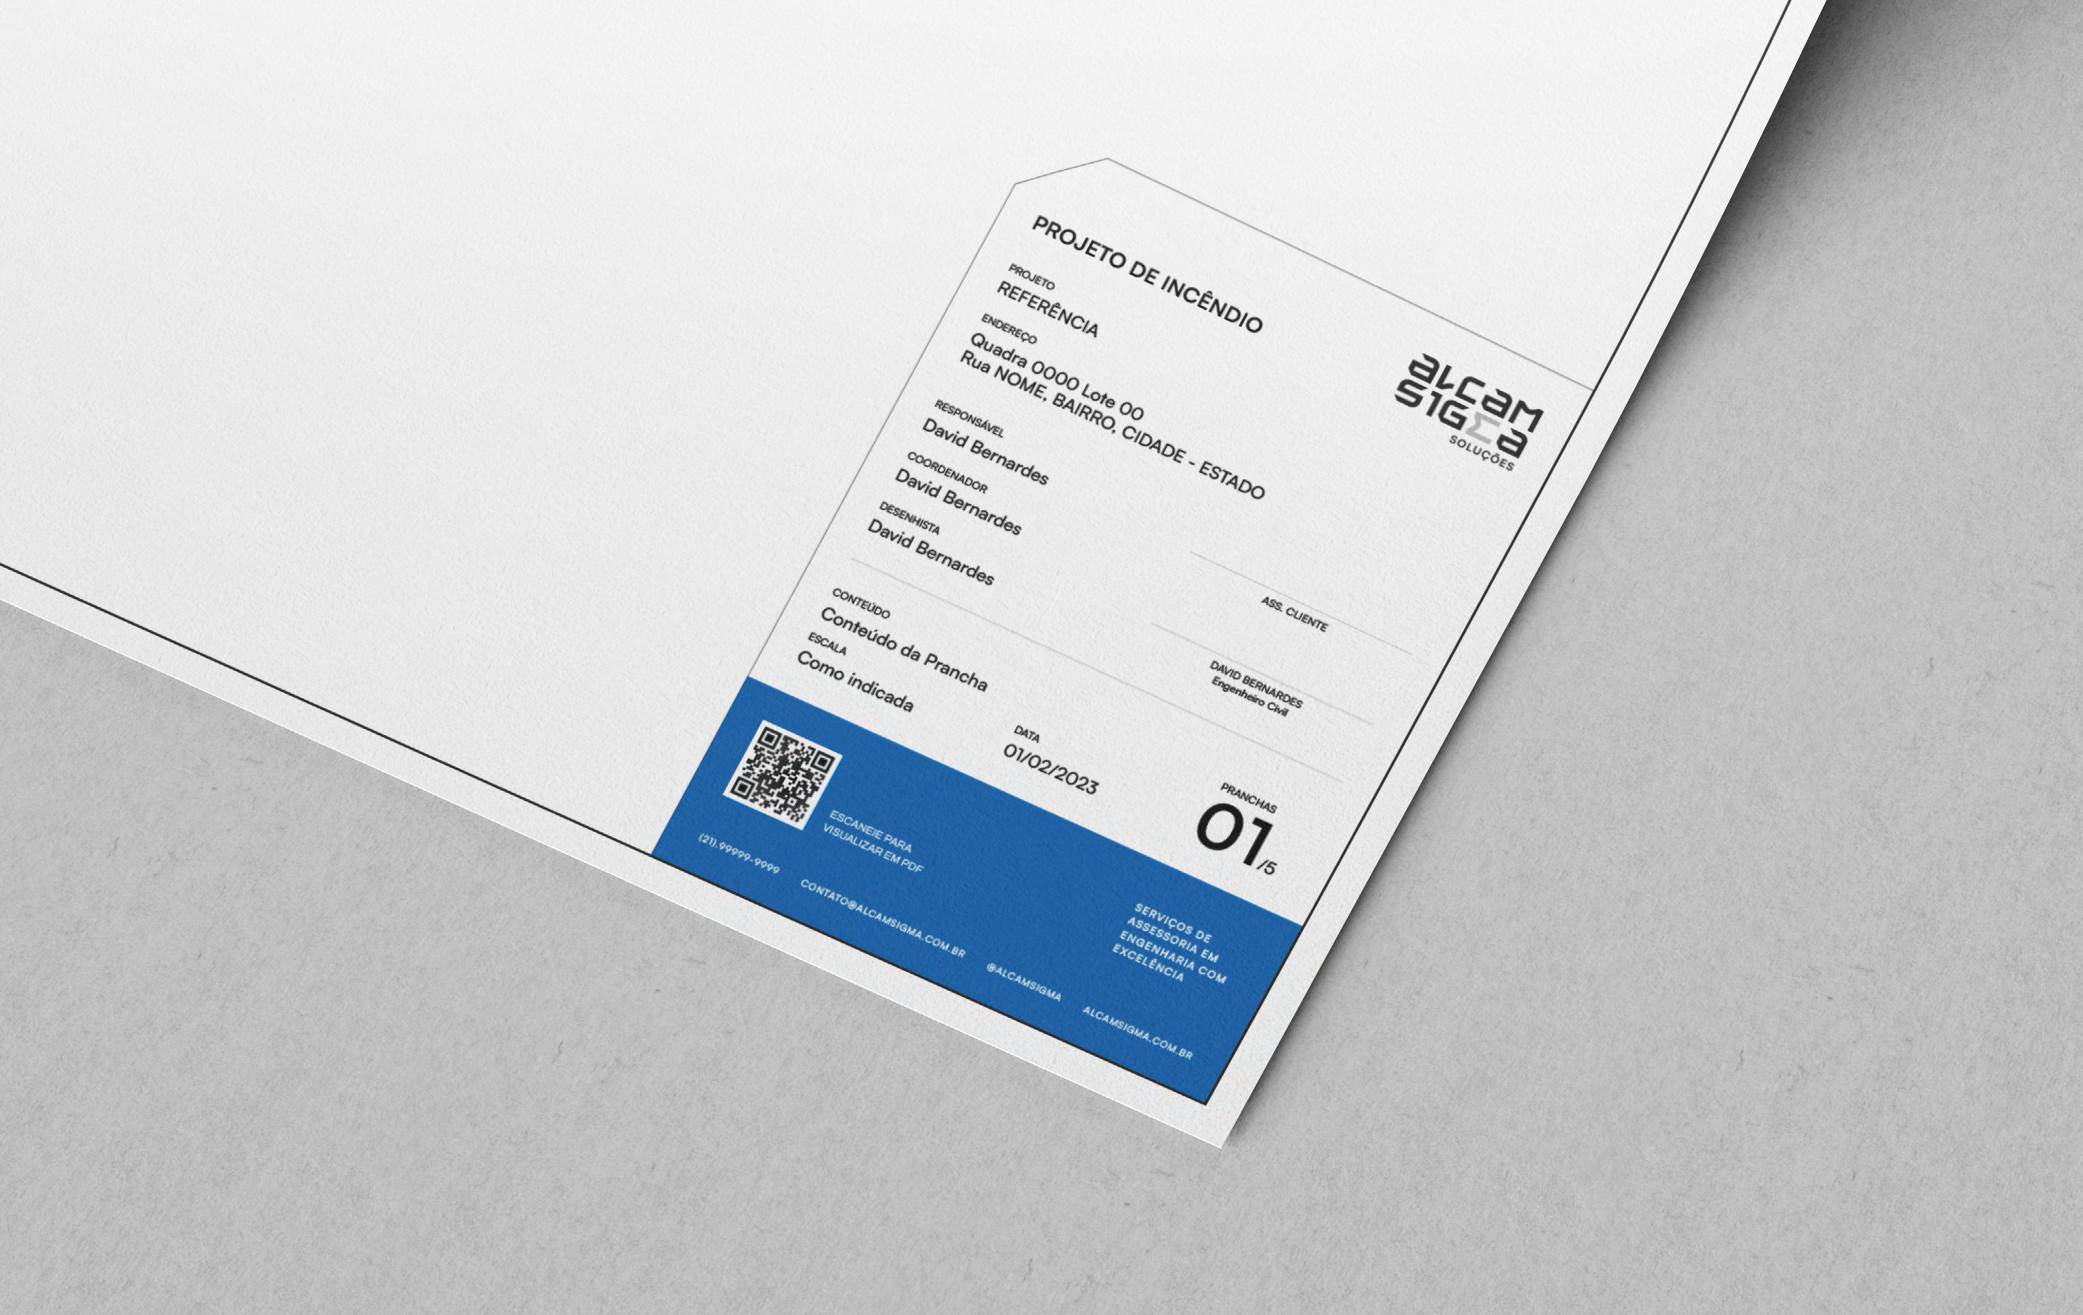 PROJETO DE INCÊNDIO
PROJETO
REFERÊNCIA
ENDEREÇO
Quadra 0000 Lote 00
Rua NOME, BAIRRO, CIDADE - ESTADO
alcam
SIGΣa
SOLUÇÕES
RESPONSÁVEL
David Bernardes
COORDENADOR
David Bernardes
DESENHISTA
David Bernardes
ASS. CLIENTE
DAVID BERNARDES
Engenheiro Civil
CONTEÚDO
Conteúdo da Prancha
ESCALA
Como indicada
DATA
01/02/2023
PRANCHAS
01/5
ESCANEIE PARA
VISUALIZAR EM PDF
SERVIÇOS DE
ASSESSORIA EM
ENGENHARIA COM
EXCELÊNCIA
(21).99999-9999
CONTATO@ALCAMSIGMA.COM.BR
@ALCAMSIGMA
ALCAMSIGMA.COM.BR